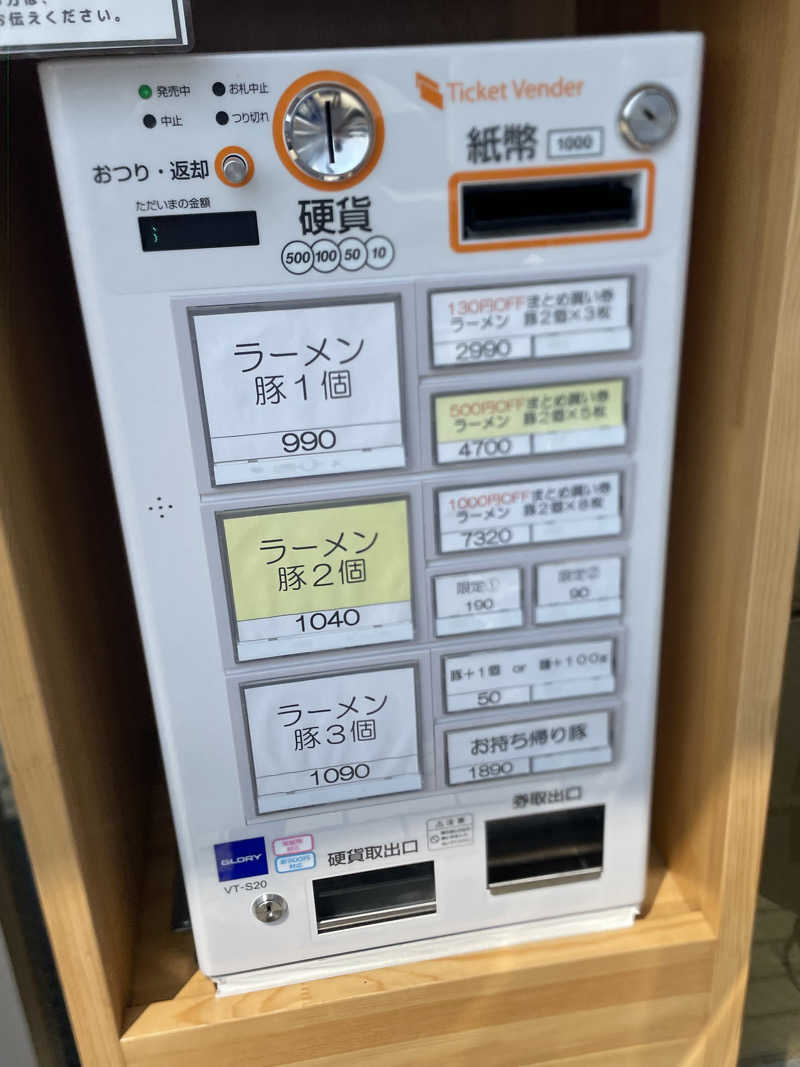 お伝えください。
発売中
お札中止
中止
つり切れ
おつり・返却
ただいまの金額
硬貨
500 100 50 10
Ticket Vender
紙幣 1000
ラーメン
豚1個
990
ラーメン
豚2個
1040
ラーメン
豚3個
1090
130円OFFまとめ買い券
ラーメン 豚2個×3枚
2990
500円OFFまとめ買い券
ラーメン 豚2個×5枚
4700
1000円OFFまとめ買い券
ラーメン 豚2個×8枚
7320
限定①
190
限定②
90
豚+1個 or 麺+100g
50
お持ち帰り豚
1890
GLORY
新500円
対応
VT-S20
硬貨取出口
注意
券取出口